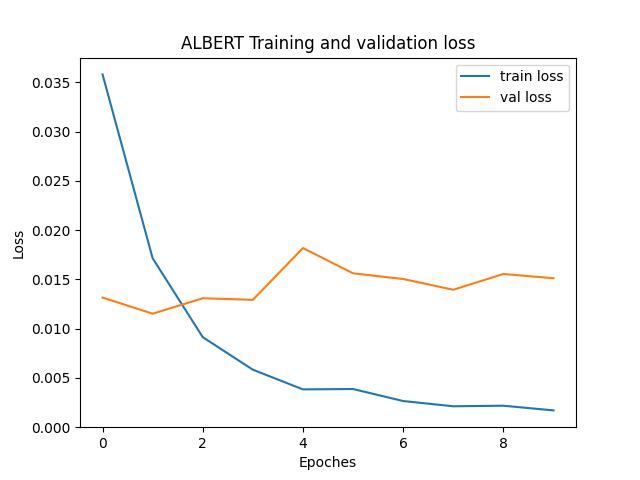 ALBERT Training and validation loss
train loss
val loss
0.035
0.030
0.025
0.020
0.015
0.010
0.005
0.000
Loss
0
2
4
6
8
Epoches